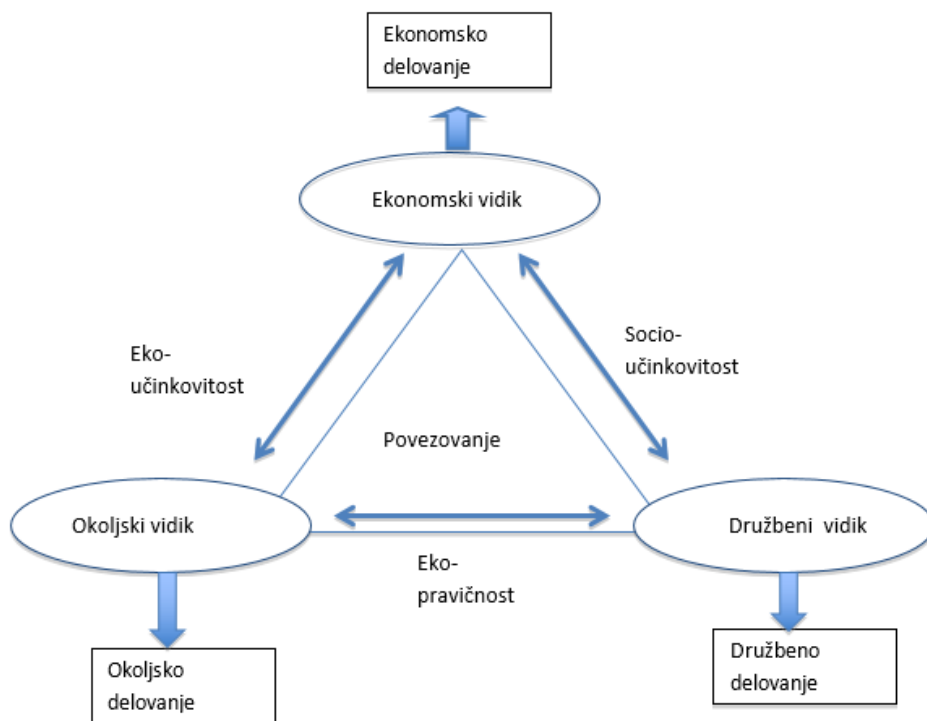 Ekonomsko
delovanje
Ekonomski vidik
Eko-
učinkovitost
Socio-
učinkovitost
Povezovanje
Okoljski vidik
Družbeni  vidik
Eko-
pravičnost
Okoljsko
delovanje
Družbeno
delovanje